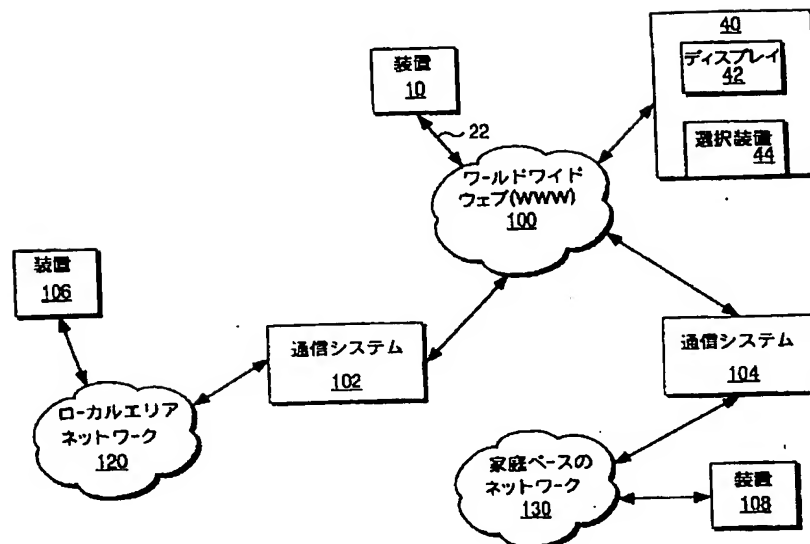 40
ディスプレイ
42
選択装置
44
装置
10
22
ワールドワイド
ウェブ(WWW)
100
装置
106
通信システム
102
通信システム
104
ローカルエリア
ネットワーク
120
家庭ベースの
ネットワーク
130
装置
108